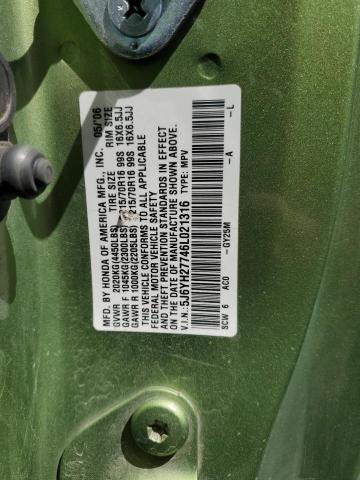 MFD. BY HONDA OF AMERICA MFG., INC. 05/'06
GVWR 2020KG(4450LBS) TIRE SIZE RIM SIZE
GAWR F 1045KG(2300LBS) 215/70R16 99S 16X6.5JJ
GAWR R 1000KG(2205LBS) 215/70R16 99S 16X6.5JJ
THIS VEHICLE CONFORMS TO ALL APPLICABLE
FEDERAL MOTOR VEHICLE SAFETY
AND THEFT PREVENTION STANDARDS IN EFFECT
ON THE DATE OF MANUFACTURE SHOWN ABOVE.
V.I.N.: 5J6YH27746L021316 TYPE: MPV
-GY25M -A -L
SCW 6 AC0